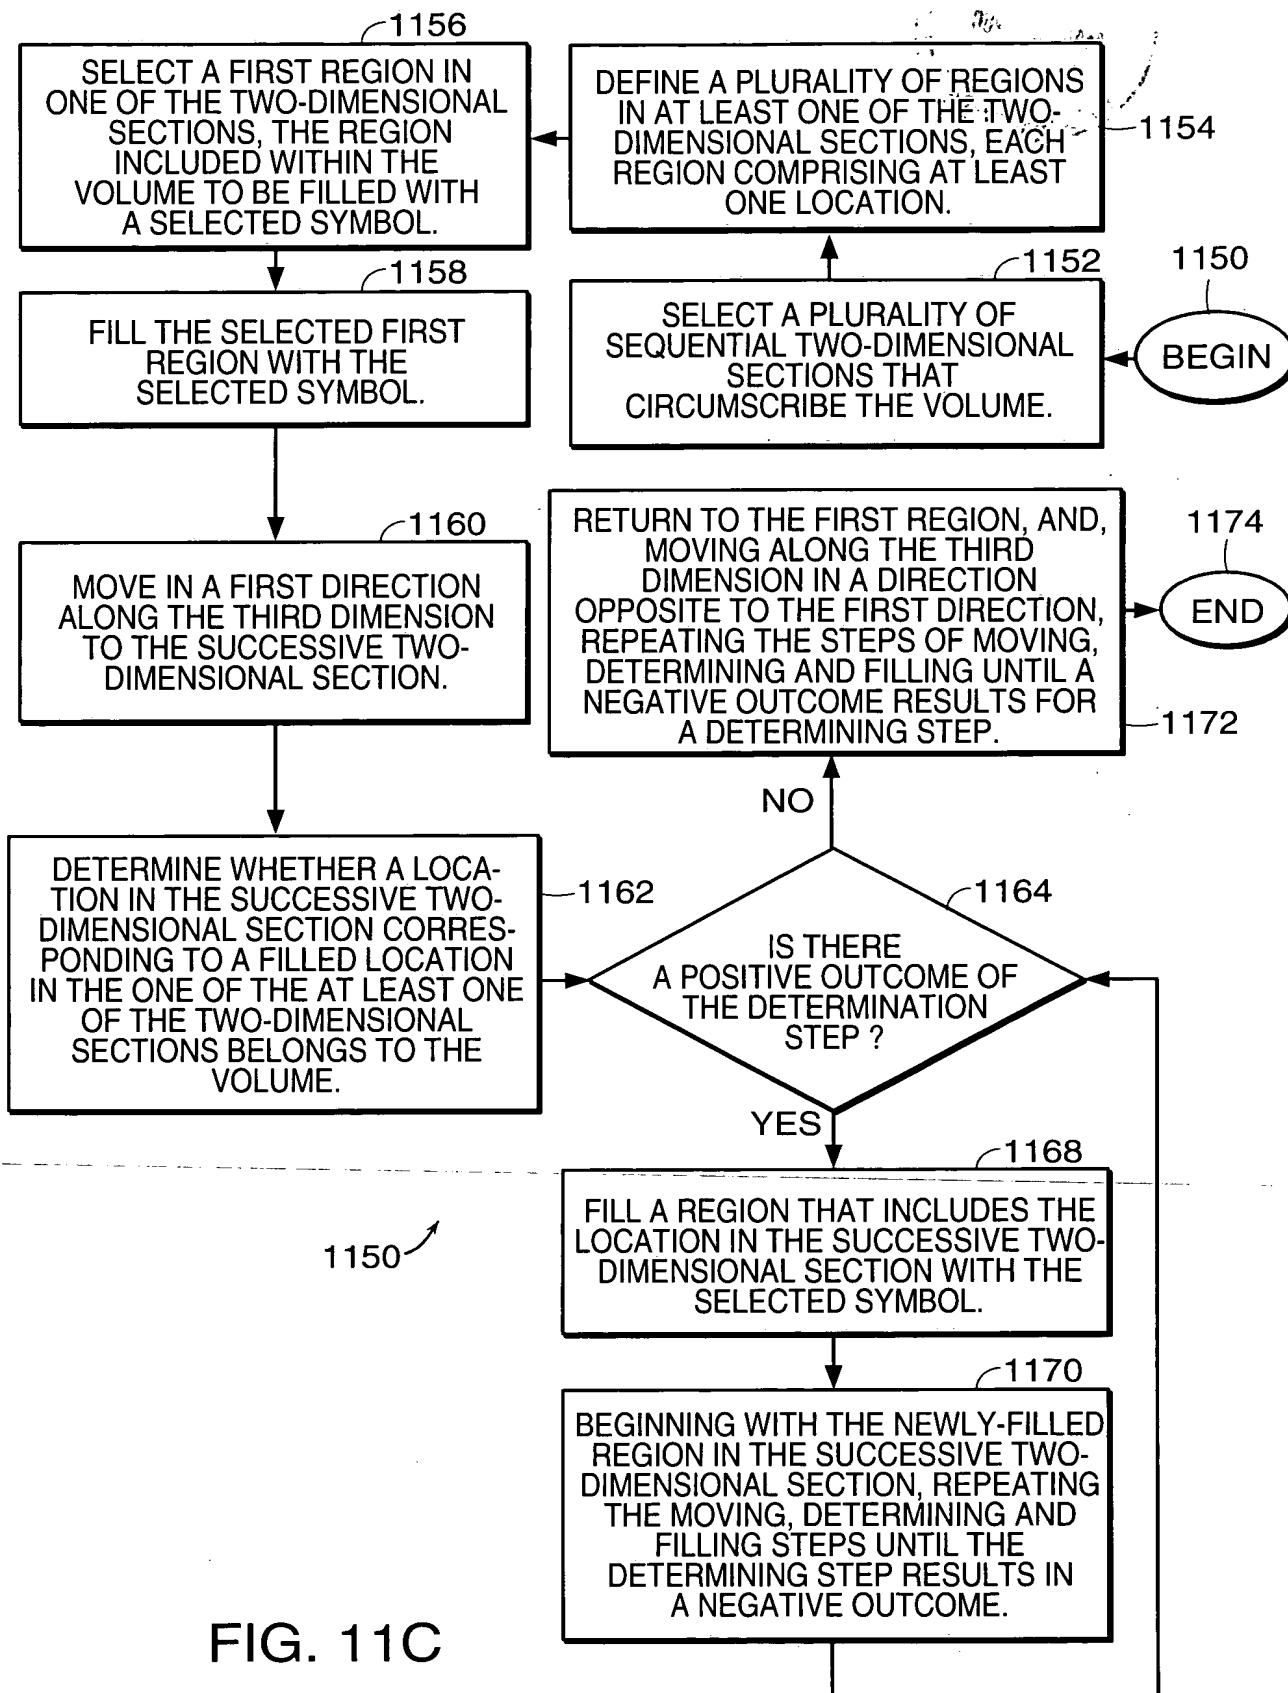 1150
BEGIN
1152
SELECT A PLURALITY OF
SEQUENTIAL TWO-DIMENSIONAL
SECTIONS THAT
CIRCUMSCRIBE THE VOLUME.
DEFINE A PLURALITY OF REGIONS
IN AT LEAST ONE OF THE TWO-
DIMENSIONAL SECTIONS, EACH
REGION COMPRISING AT LEAST
ONE LOCATION.
1154
1156
SELECT A FIRST REGION IN
ONE OF THE TWO-DIMENSIONAL
SECTIONS, THE REGION
INCLUDED WITHIN THE
VOLUME TO BE FILLED WITH
A SELECTED SYMBOL.
1158
FILL THE SELECTED FIRST
REGION WITH THE
SELECTED SYMBOL.
1160
MOVE IN A FIRST DIRECTION
ALONG THE THIRD DIMENSION
TO THE SUCCESSIVE TWO-
DIMENSIONAL SECTION.
DETERMINE WHETHER A LOCA-
TION IN THE SUCCESSIVE TWO-
DIMENSIONAL SECTION CORRES-
PONDING TO A FILLED LOCATION
IN THE ONE OF THE AT LEAST ONE
OF THE TWO-DIMENSIONAL
SECTIONS BELONGS TO THE
VOLUME.
1162
1164
IS THERE
A POSITIVE OUTCOME OF
THE DETERMINATION
STEP ?
NO
RETURN TO THE FIRST REGION, AND,
MOVING ALONG THE THIRD
DIMENSION IN A DIRECTION
OPPOSITE TO THE FIRST DIRECTION,
REPEATING THE STEPS OF MOVING,
DETERMINING AND FILLING UNTIL A
NEGATIVE OUTCOME RESULTS FOR
A DETERMINING STEP.
1172
1174
END
YES
1168
FILL A REGION THAT INCLUDES THE
LOCATION IN THE SUCCESSIVE TWO-
DIMENSIONAL SECTION WITH THE
SELECTED SYMBOL.
1170
BEGINNING WITH THE NEWLY-FILLED
REGION IN THE SUCCESSIVE TWO-
DIMENSIONAL SECTION, REPEATING
THE MOVING, DETERMINING AND
FILLING STEPS UNTIL THE
DETERMINING STEP RESULTS IN
A NEGATIVE OUTCOME.
1150
FIG. 11C